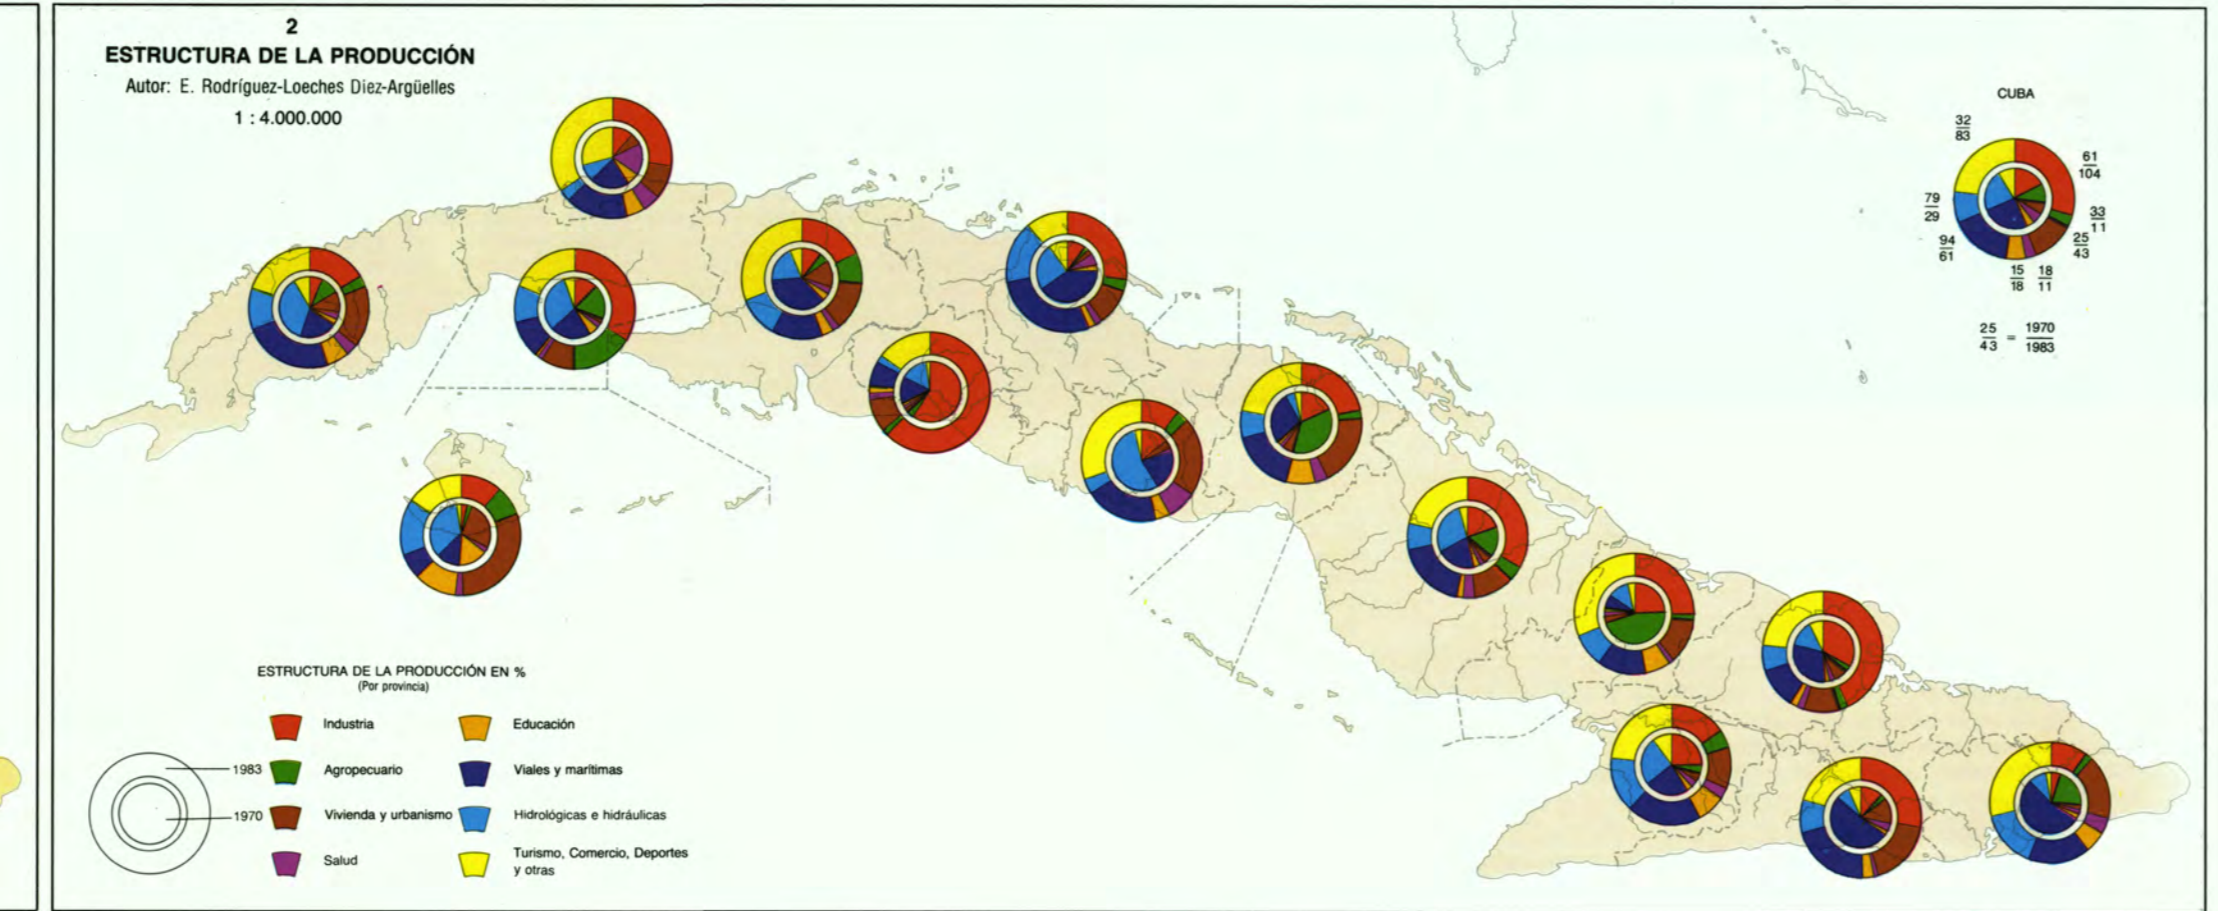 2
ESTRUCTURA DE LA PRODUCCIÓN
Autor: E. Rodríguez-Loeches Diez-Argüelles
1 : 4.000.000
CUBA
32
83
61
104
79
29
33
11
94
61
25
43
15
18
18
11
25
43
=
1970
1983
ESTRUCTURA DE LA PRODUCCIÓN EN %
(Por provincia)
1983
1970
Industria
Agropecuario
Vivienda y urbanismo
Salud
Educación
Viales y marítimas
Hidrológicas e hidráulicas
Turismo, Comercio, Deportes
y otras